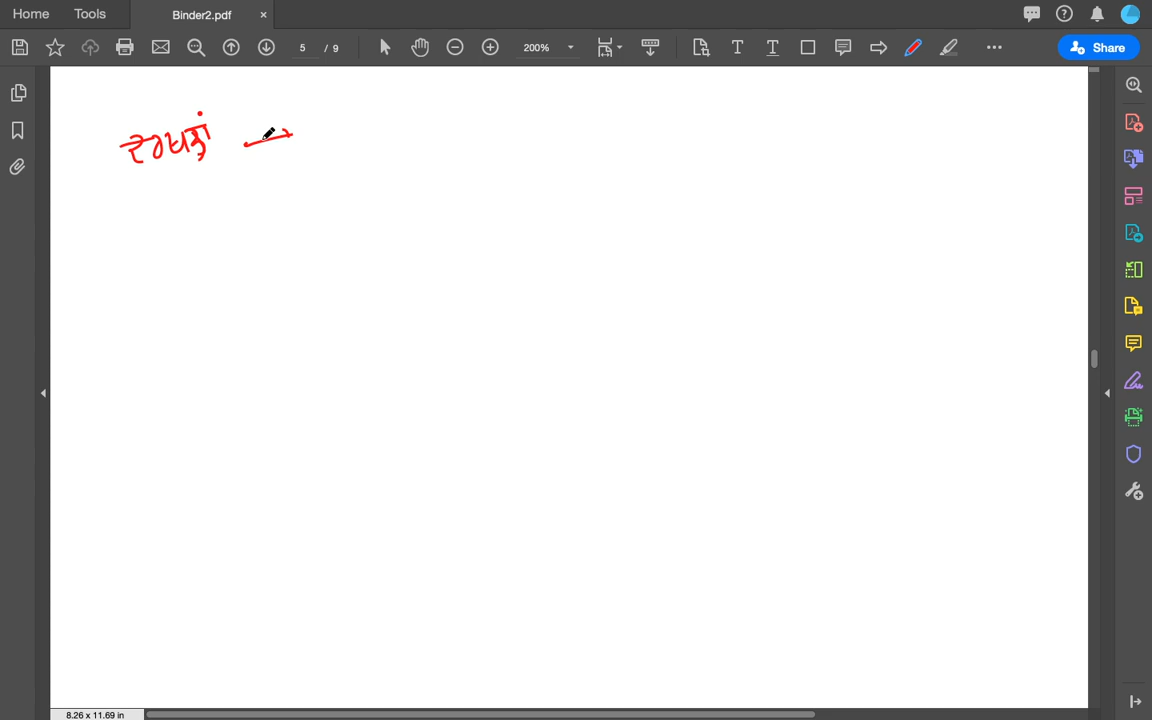 Home Tools Binder2.pdf ×
5 / 9 200% Share
8.26 x 11.69 in